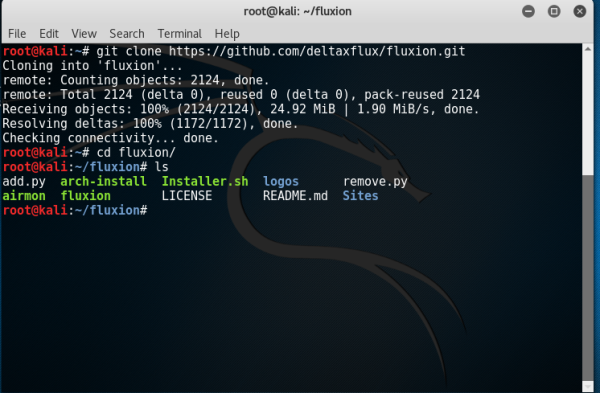 root@kali: ~/fluxion
File Edit View Search Terminal Help
root@kali:~# git clone https://github.com/deltaxflux/fluxion.git
Cloning into 'fluxion'...
remote: Counting objects: 2124, done.
remote: Total 2124 (delta 0), reused 0 (delta 0), pack-reused 2124
Receiving objects: 100% (2124/2124), 24.92 MiB | 1.90 MiB/s, done.
Resolving deltas: 100% (1172/1172), done.
Checking connectivity... done.
root@kali:~# cd fluxion/
root@kali:~/fluxion# ls
add.py  arch-install  Installer.sh  logos      remove.py
airmon  fluxion       LICENSE       README.md  Sites
root@kali:~/fluxion#